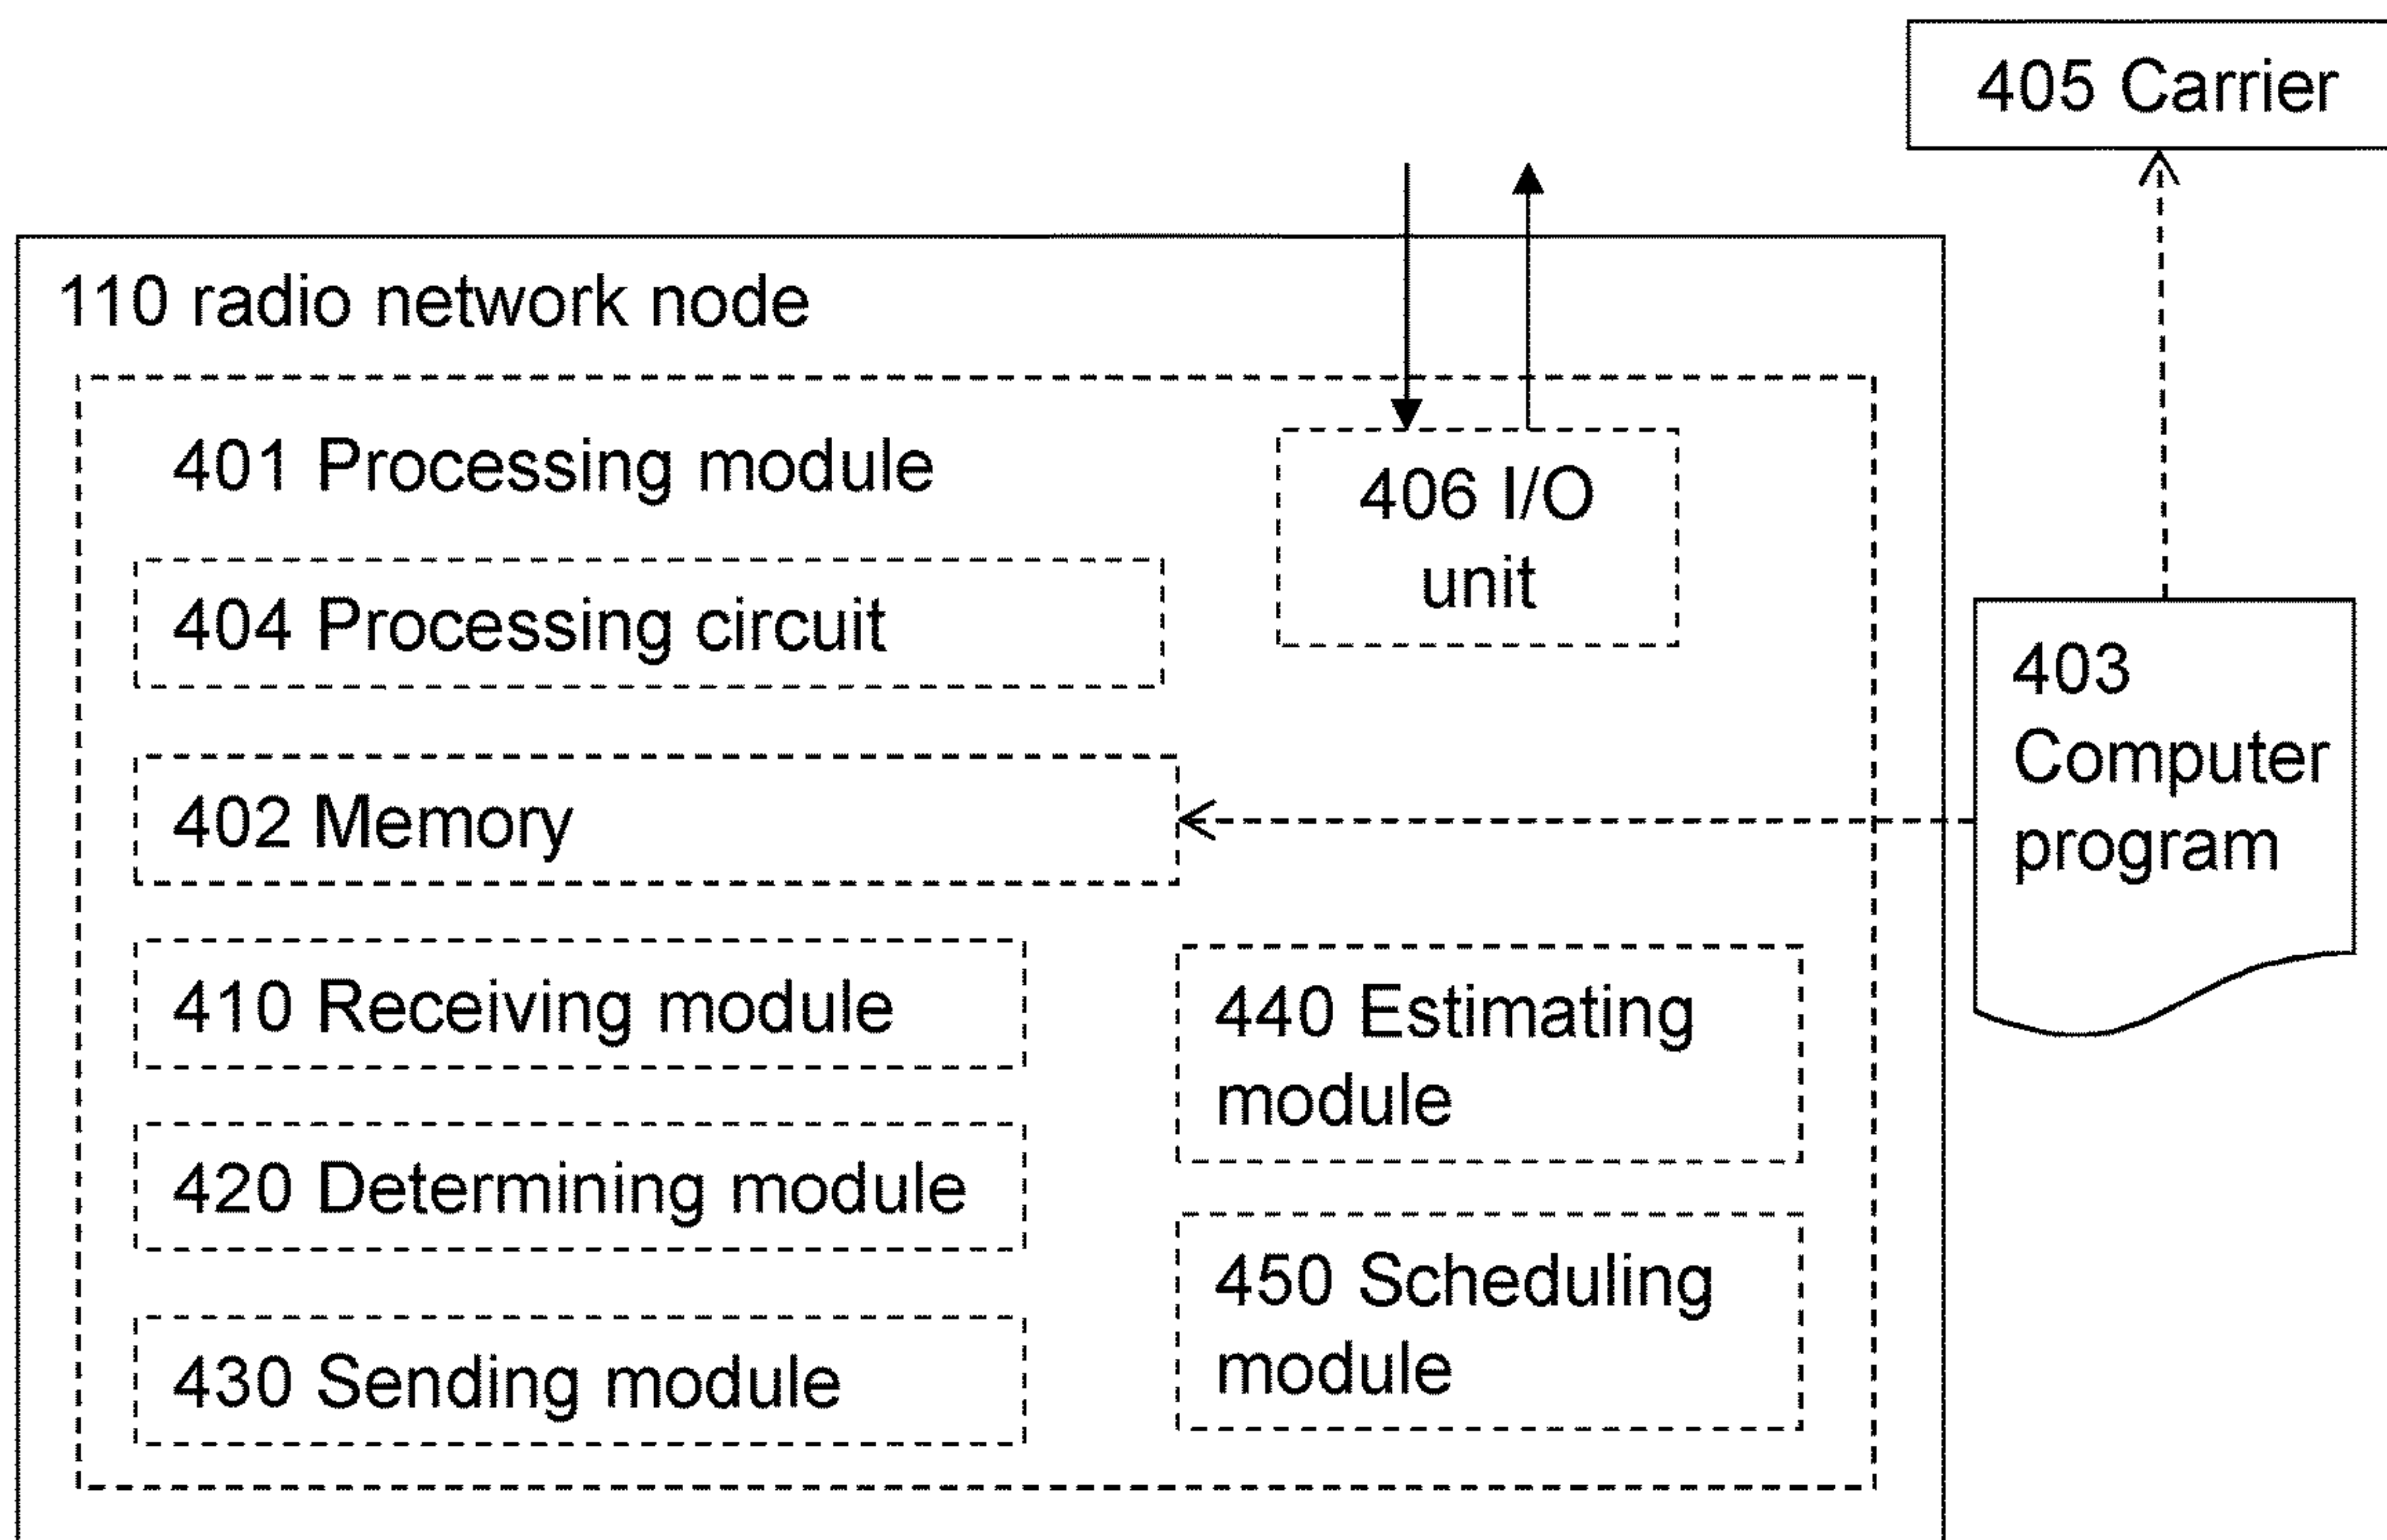 405 Carrier
110 radio network node
401 Processing module
406 I/O
unit
404 Processing circuit
403
Computer
program
402 Memory
410 Receiving module
440 Estimating
module
420 Determining module
450 Scheduling
module
430 Sending module